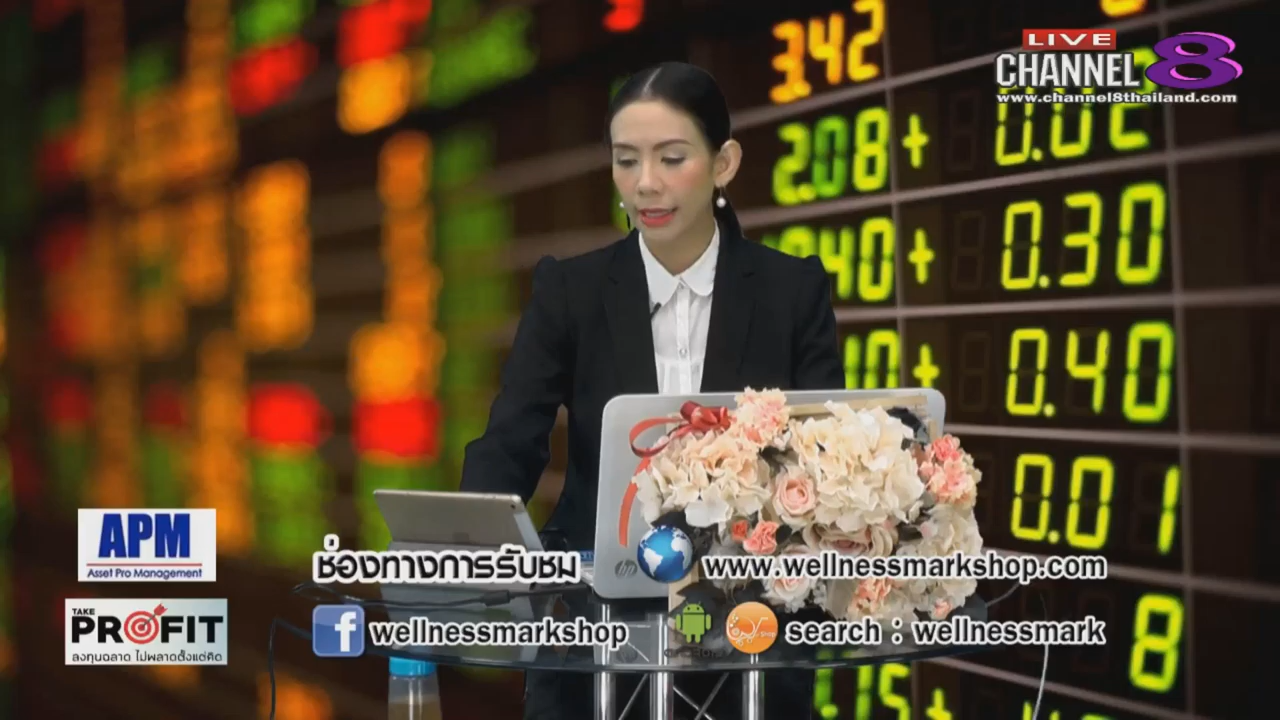 LIVE
CHANNEL 8
www.channel8thailand.com
3.42
2.08 + 0.02
+ 0.30
+ 0.40
0.01
8
hp
APM
Asset Pro Management
ช่องทางการรับชม
www.wellnessmarkshop.com
TAKE
PROFIT
ลงทุนฉลาด ไม่พลาดตั้งแต่คิด
wellnessmarkshop
search : wellnessmark